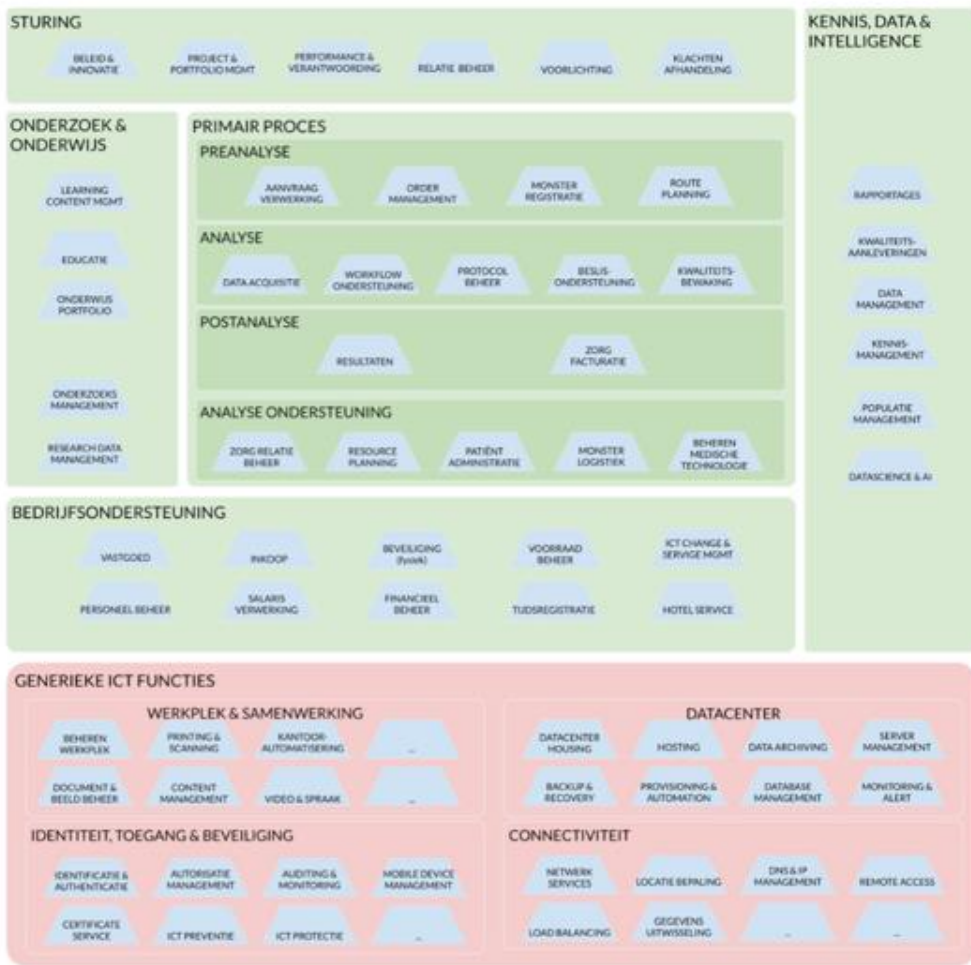 STURING
BELEID &
INNOVATIE
PROJECT &
PORTFOLIO MGMT
PERFORMANCE &
VERANTWOORDING
RELATIE BEHEER
VOORLICHTING
KLACHTEN
AFHANDELING
KENNIS, DATA &
INTELLIGENCE
RAPPORTAGES
KWALITEITS-
AANLEVERINGEN
DATA
MANAGEMENT
KENNIS-
MANAGEMENT
POPULATIE
MANAGEMENT
DATASCIENCE & AI
ONDERZOEK &
ONDERWIJS
LEARNING
CONTENT MGMT
EDUCATIE
ONDERWIJS
PORTFOLIO
ONDERZOEKS
MANAGEMENT
RESEARCH DATA
MANAGEMENT
PRIMAIR PROCES
PREANALYSE
AANVRAAG
VERWERKING
ORDER
MANAGEMENT
MONSTER
REGISTRATIE
ROUTE
PLANNING
ANALYSE
DATA ACQUISITIE
WORKFLOW
ONDERSTEUNING
PROTOCOL
BEHEER
BESLIS-
ONDERSTEUNING
KWALITEITS-
BEWAKING
POSTANALYSE
RESULTATEN
ZORG
FACTURATIE
ANALYSE ONDERSTEUNING
ZORG RELATIE
BEHEER
RESOURCE
PLANNING
PATIËNT
ADMINISTRATIE
MONSTER
LOGISTIEK
BEHEREN
MEDISCHE
TECHNOLOGIE
BEDRIJFSONDERSTEUNING
VASTGOED
INKOOP
BEVEILIGING
(fysiek)
VOORRAAD
BEHEER
ICT CHANGE &
SERVICE MGMT
PERSONEEL BEHEER
SALARIS
VERWERKING
FINANCIEEL
BEHEER
TIJDSREGISTRATIE
HOTEL SERVICE
GENERIEKE ICT FUNCTIES
WERKPLEK & SAMENWERKING
BEHEREN
WERKPLEK
PRINTING &
SCANNING
KANTOOR-
AUTOMATISERING
...
DOCUMENT &
BEELD BEHEER
CONTENT
MANAGEMENT
VIDEO & SPRAAK
...
DATACENTER
DATACENTER
HOUSING
HOSTING
DATA ARCHIVING
SERVER
MANAGEMENT
BACKUP &
RECOVERY
PROVISIONING &
AUTOMATION
DATABASE
MANAGEMENT
MONITORING &
ALERT
IDENTITEIT, TOEGANG & BEVEILIGING
IDENTIFICATIE &
AUTHENTICATIE
AUTORISATIE
MANAGEMENT
AUDITING &
MONITORING
MOBILE DEVICE
MANAGEMENT
CERTIFICATE
SERVICE
ICT PREVENTIE
ICT PROTECTIE
...
CONNECTIVITEIT
NETWERK
SERVICES
LOCATIE BEPALING
DNS & IP
MANAGEMENT
REMOTE ACCESS
LOAD BALANCING
GEGEVENS
UITWISSELING
...
...